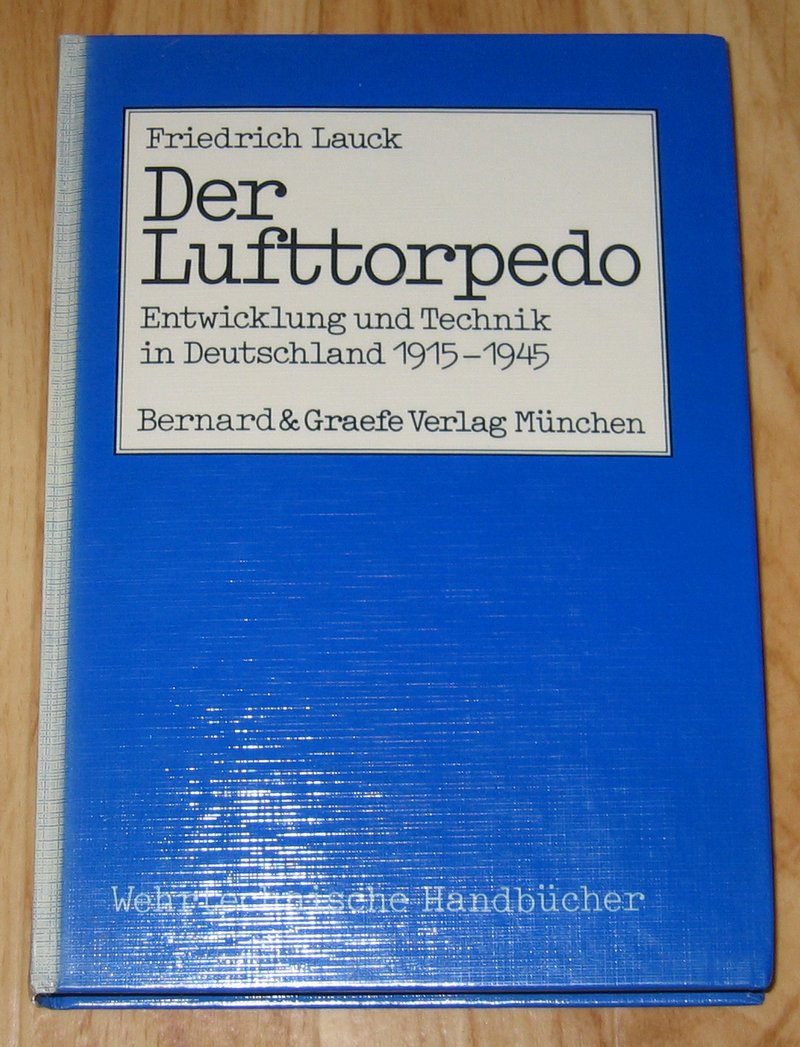 Friedrich Lauck
Der
Lufttorpedo
Entwicklung und Technik
in Deutschland 1915-1945
Bernard & Graefe Verlag München
Wehrtechnische Handbücher